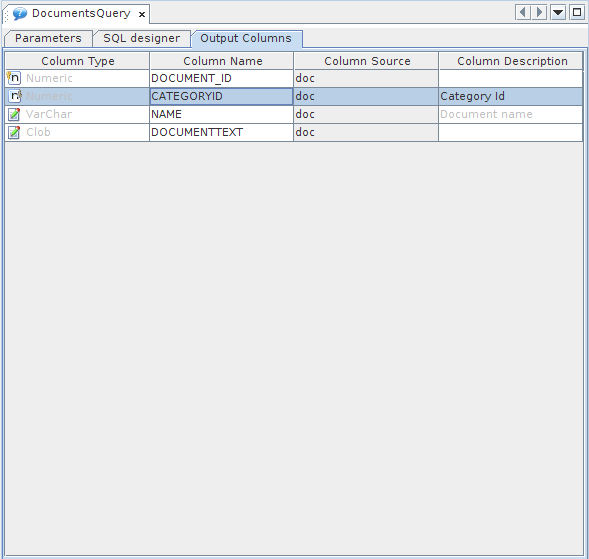 DocumentsQuery x
Parameters SQL designer Output Columns
Column Type Column Name Column Source Column Description
n Numeric DOCUMENT_ID doc
n Numeric CATEGORYID doc Category Id
VarChar NAME doc Document name
Clob DOCUMENTTEXT doc